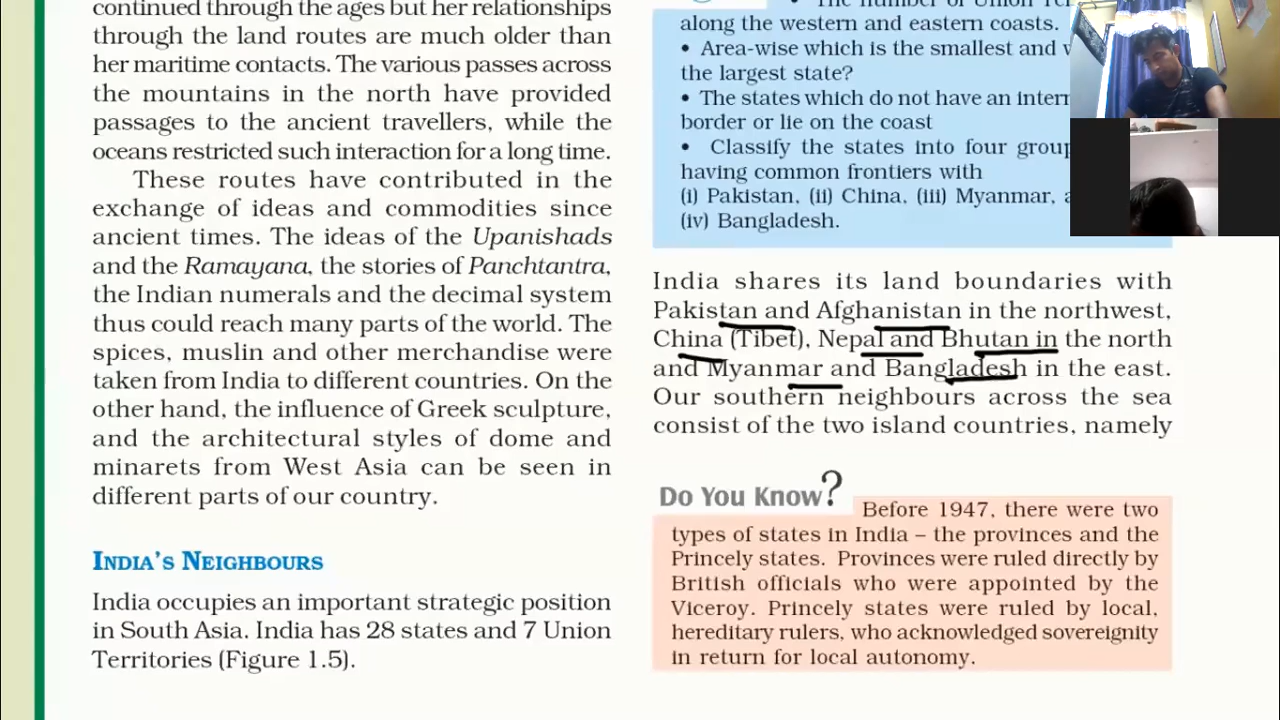 continued through the ages but her relationships
through the land routes are much older than
her maritime contacts. The various passes across
the mountains in the north have provided
passages to the ancient travellers, while the
oceans restricted such interaction for a long time.
These routes have contributed in the
exchange of ideas and commodities since
ancient times. The ideas of the Upanishads
and the Ramayana, the stories of Panchtantra,
the Indian numerals and the decimal system
thus could reach many parts of the world. The
spices, muslin and other merchandise were
taken from India to different countries. On the
other hand, the influence of Greek sculpture,
and the architectural styles of dome and
minarets from West Asia can be seen in
different parts of our country.
INDIA'S NEIGHBOURS
India occupies an important strategic position
in South Asia. India has 28 states and 7 Union
Territories (Figure 1.5).
• The number of Union
along the western and eastern coasts.
• Area-wise which is the smallest and
the largest state?
• The states which do not have an
border or lie on the coast
• Classify the states into four
having common frontiers with
(i) Pakistan, (ii) China, (iii) Myanmar,
(iv) Bangladesh.
India shares its land boundaries with
Pakistan and Afghanistan in the northwest,
China (Tibet), Nepal and Bhutan in the north
and Myanmar and Bangladesh in the east.
Our southern neighbours across the sea
consist of the two island countries, namely
Do You Know?
Before 1947, there were two
types of states in India – the provinces and the
Princely states. Provinces were ruled directly by
British officials who were appointed by the
Viceroy. Princely states were ruled by local,
hereditary rulers, who acknowledged sovereignity
in return for local autonomy.